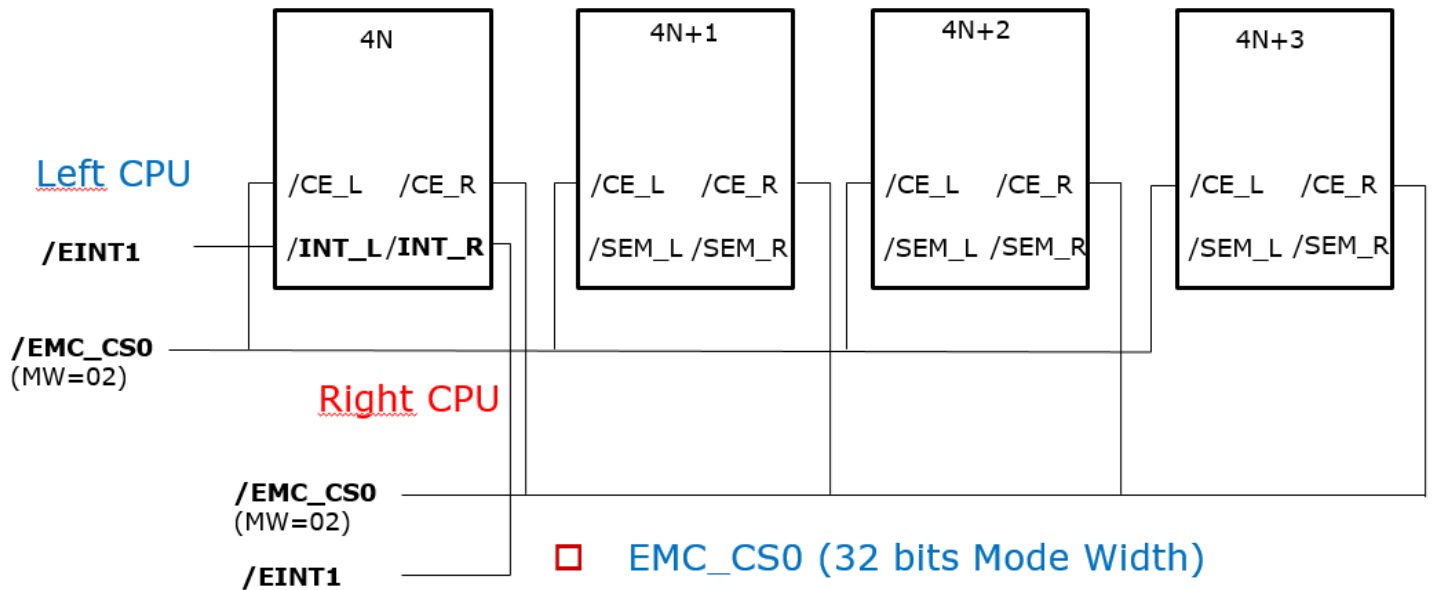 4N
4N+1
4N+2
4N+3
Left CPU
/CE_L /CE_R
/CE_L /CE_R
/CE_L /CE_R
/CE_L /CE_R
/EINT1
/INT_L /INT_R
/SEM_L /SEM_R
/SEM_L /SEM_R
/SEM_L /SEM_R
/EMC_CS0
(MW=02)
Right CPU
/EMC_CS0
(MW=02)
EMC_CS0 (32 bits Mode Width)
/EINT1